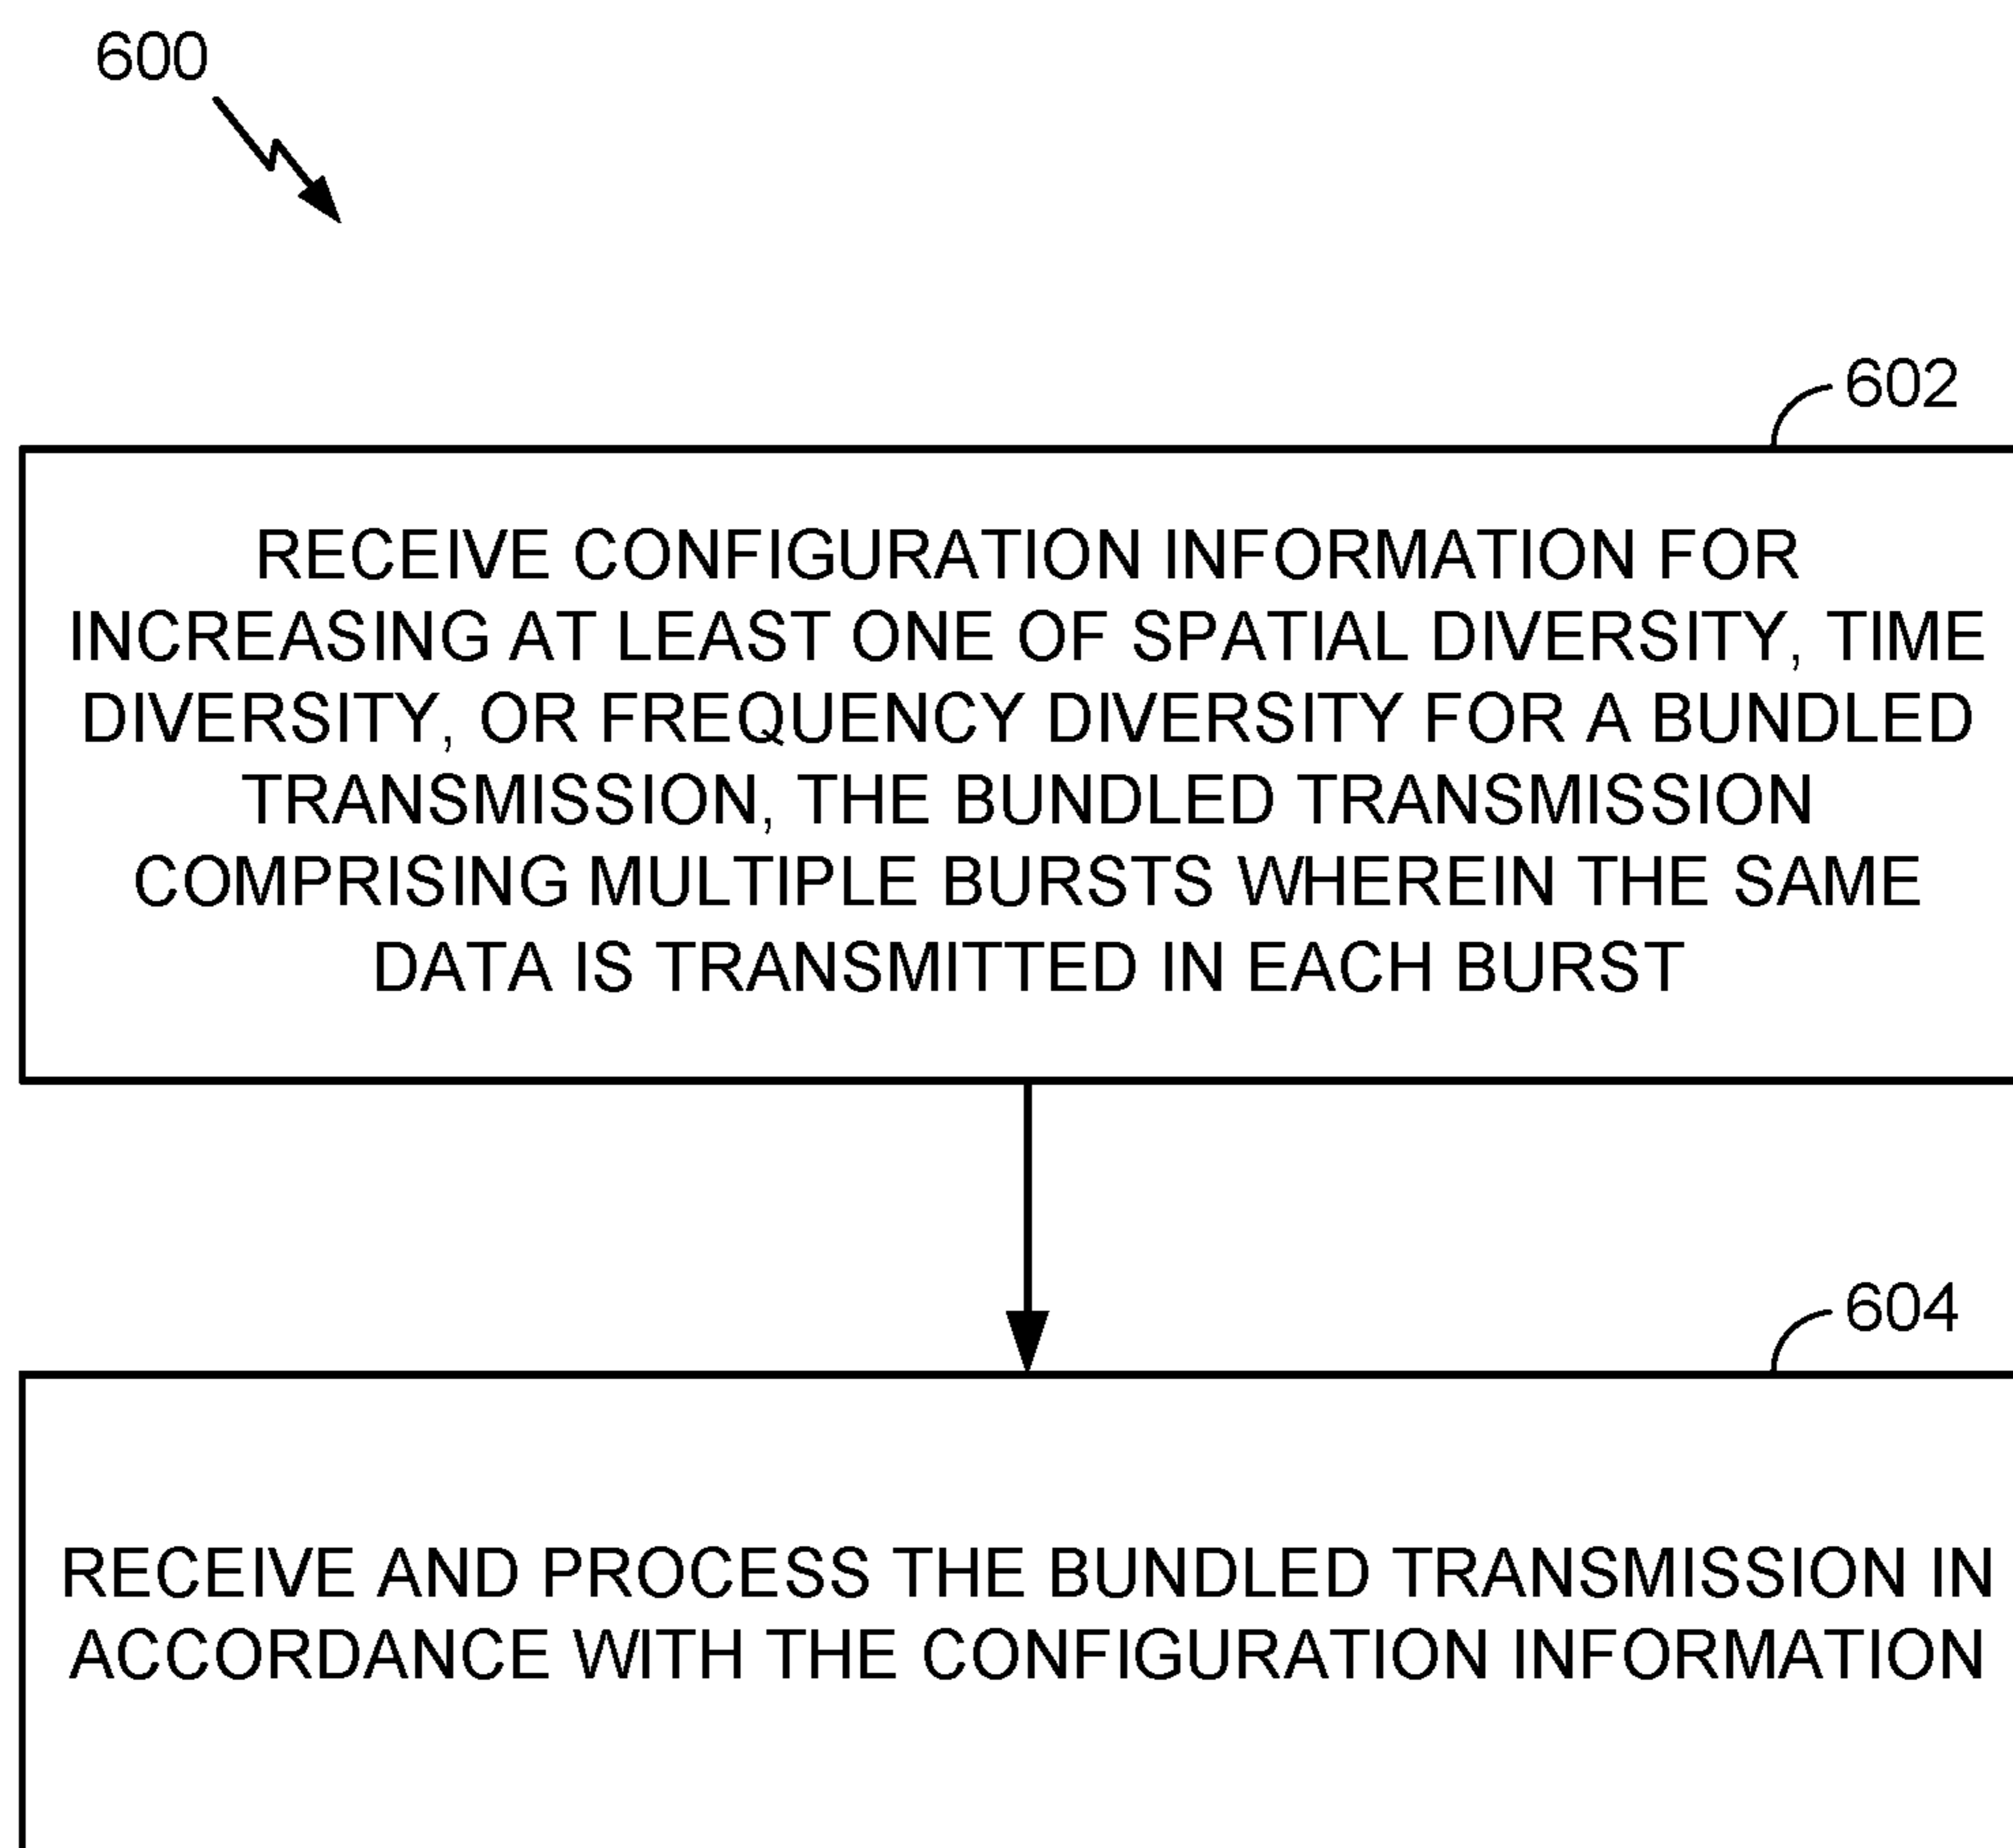 600
602
RECEIVE CONFIGURATION INFORMATION FOR
INCREASING AT LEAST ONE OF SPATIAL DIVERSITY, TIME
DIVERSITY, OR FREQUENCY DIVERSITY FOR A BUNDLED
TRANSMISSION, THE BUNDLED TRANSMISSION
COMPRISING MULTIPLE BURSTS WHEREIN THE SAME
DATA IS TRANSMITTED IN EACH BURST
604
RECEIVE AND PROCESS THE BUNDLED TRANSMISSION IN
ACCORDANCE WITH THE CONFIGURATION INFORMATION